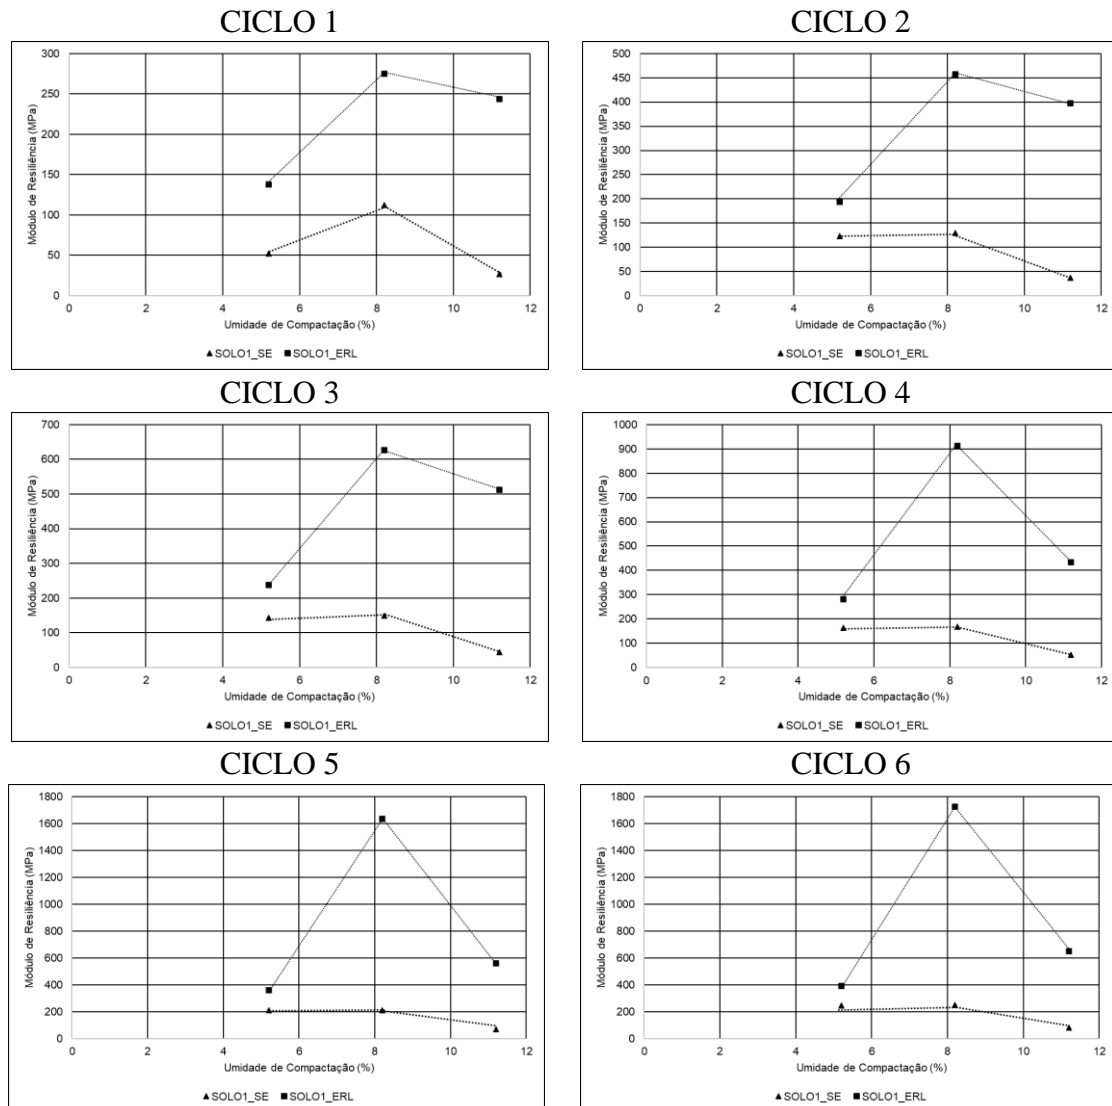 CICLO 1
300
250
200
150
100
50
0
Módulo de Resiliência (MPa)
0 2 4 6 8 10 12
Umidade de Compactação (%)
▲SOLO1_SE ■SOLO1_ERL
CICLO 2
500
450
400
350
300
250
200
150
100
50
0
Módulo de Resiliência (MPa)
0 2 4 6 8 10 12
Umidade de Compactação (%)
▲SOLO1_SE ■SOLO1_ERL
CICLO 3
700
600
500
400
300
200
100
0
Módulo de Resiliência (MPa)
0 2 4 6 8 10 12
Umidade de Compactação (%)
▲SOLO1_SE ■SOLO1_ERL
CICLO 4
1000
900
800
700
600
500
400
300
200
100
0
Módulo de Resiliência (MPa)
0 2 4 6 8 10 12
Umidade de Compactação (%)
▲SOLO1_SE ■SOLO1_ERL
CICLO 5
1800
1600
1400
1200
1000
800
600
400
200
0
Módulo de Resiliência (MPa)
0 2 4 6 8 10 12
Umidade de Compactação (%)
▲SOLO1_SE ■SOLO1_ERL
CICLO 6
1800
1600
1400
1200
1000
800
600
400
200
0
Módulo de Resiliência (MPa)
0 2 4 6 8 10 12
Umidade de Compactação (%)
▲SOLO1_SE ■SOLO1_ERL